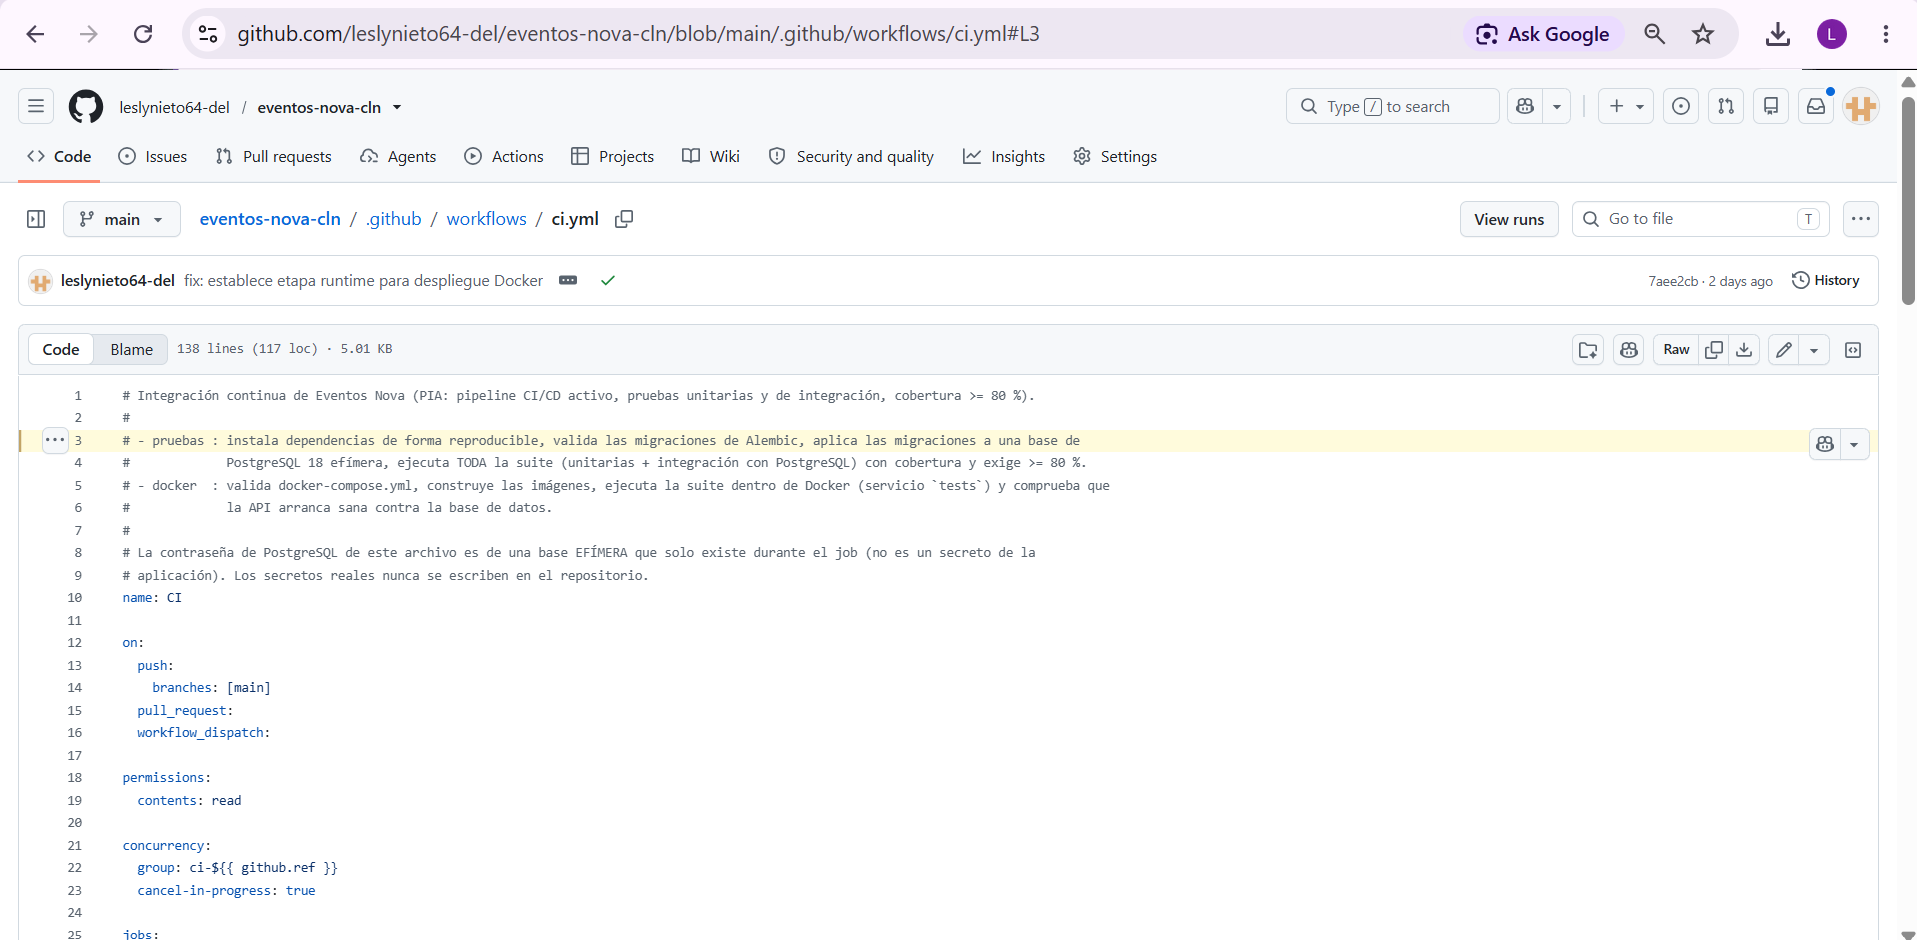 github.com/leslynieto64-del/eventos-nova-cln/blob/main/.github/workflows/ci.yml#L3
Ask Google
L
leslynieto64-del / eventos-nova-cln
Type / to search
Code
Issues
Pull requests
Agents
Actions
Projects
Wiki
Security and quality
Insights
Settings
main
eventos-nova-cln / .github / workflows / ci.yml
View runs
Go to file
T
leslynieto64-del fix: establece etapa runtime para despliegue Docker
7aee2cb · 2 days ago
History
Code
Blame
138 lines (117 loc) · 5.01 KB
Raw
1 # Integración continua de Eventos Nova (PIA: pipeline CI/CD activo, pruebas unitarias y de integración, cobertura >= 80 %).
2 #
3 # - pruebas : instala dependencias de forma reproducible, valida las migraciones de Alembic, aplica las migraciones a una base de
4 #             PostgreSQL 18 efímera, ejecuta TODA la suite (unitarias + integración con PostgreSQL) con cobertura y exige >= 80 %.
5 # - docker  : valida docker-compose.yml, construye las imágenes, ejecuta la suite dentro de Docker (servicio `tests`) y comprueba que
6 #             la API arranca sana contra la base de datos.
7 #
8 # La contraseña de PostgreSQL de este archivo es de una base EFÍMERA que solo existe durante el job (no es un secreto de la
9 # aplicación). Los secretos reales nunca se escriben en el repositorio.
10 name: CI
11
12 on:
13   push:
14     branches: [main]
15   pull_request:
16   workflow_dispatch:
17
18 permissions:
19   contents: read
20
21 concurrency:
22   group: ci-${{ github.ref }}
23   cancel-in-progress: true
24
25 jobs: